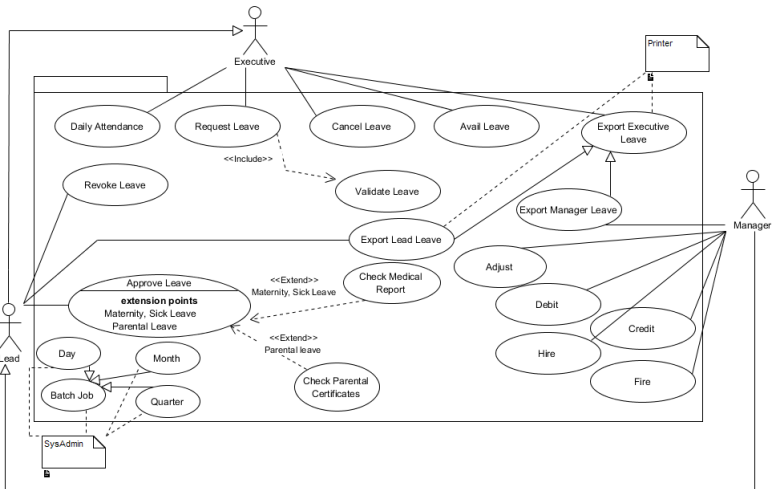 Executive
Printer
Daily Attendance
Request Leave
Cancel Leave
Avail Leave
Export Executive
Leave
<<Include>>
Revoke Leave
Validate Leave
Export Manager Leave
Manager
Export Lead Leave
Adjust
Approve Leave
extension points
Maternity, Sick Leave
Parental Leave
<<Extend>>
Maternity, Sick Leave
Check Medical
Report
Debit
Credit
<<Extend>>
Parental leave
Lead
Day
Month
Hire
Fire
Batch Job
Quarter
Check Parental
Certificates
SysAdmin